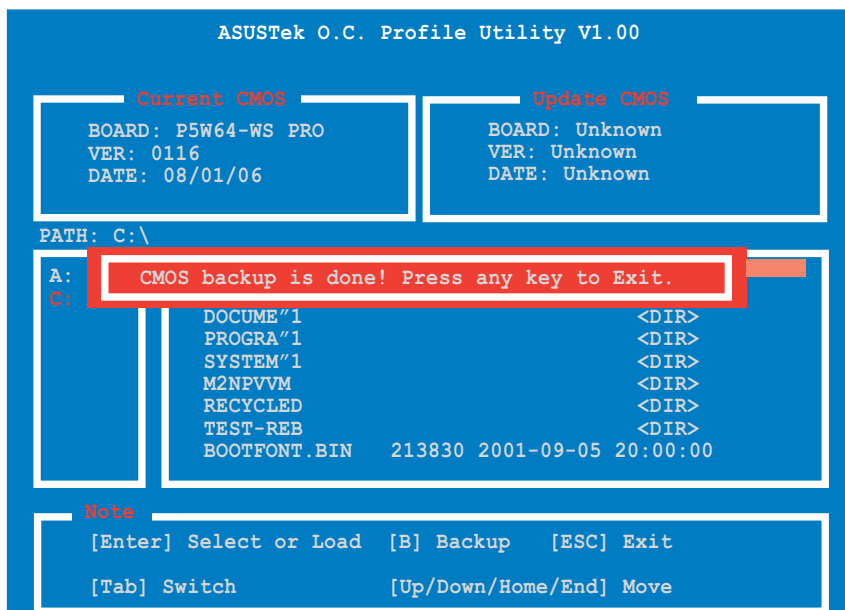 ASUSTek O.C. Profile Utility V1.00
Current CMOS
BOARD: P5W64-WS PRO
VER: 0116
DATE: 08/01/06
Update CMOS
BOARD: Unknown
VER: Unknown
DATE: Unknown
PATH: C:\
A:
C:
CMOS backup is done! Press any key to Exit.
DOCUME″1 <DIR>
PROGRA″1 <DIR>
SYSTEM″1 <DIR>
M2NPVVM <DIR>
RECYCLED <DIR>
TEST-REB <DIR>
BOOTFONT.BIN 213830 2001-09-05 20:00:00
Note
[Enter] Select or Load [B] Backup [ESC] Exit
[Tab] Switch [Up/Down/Home/End] Move